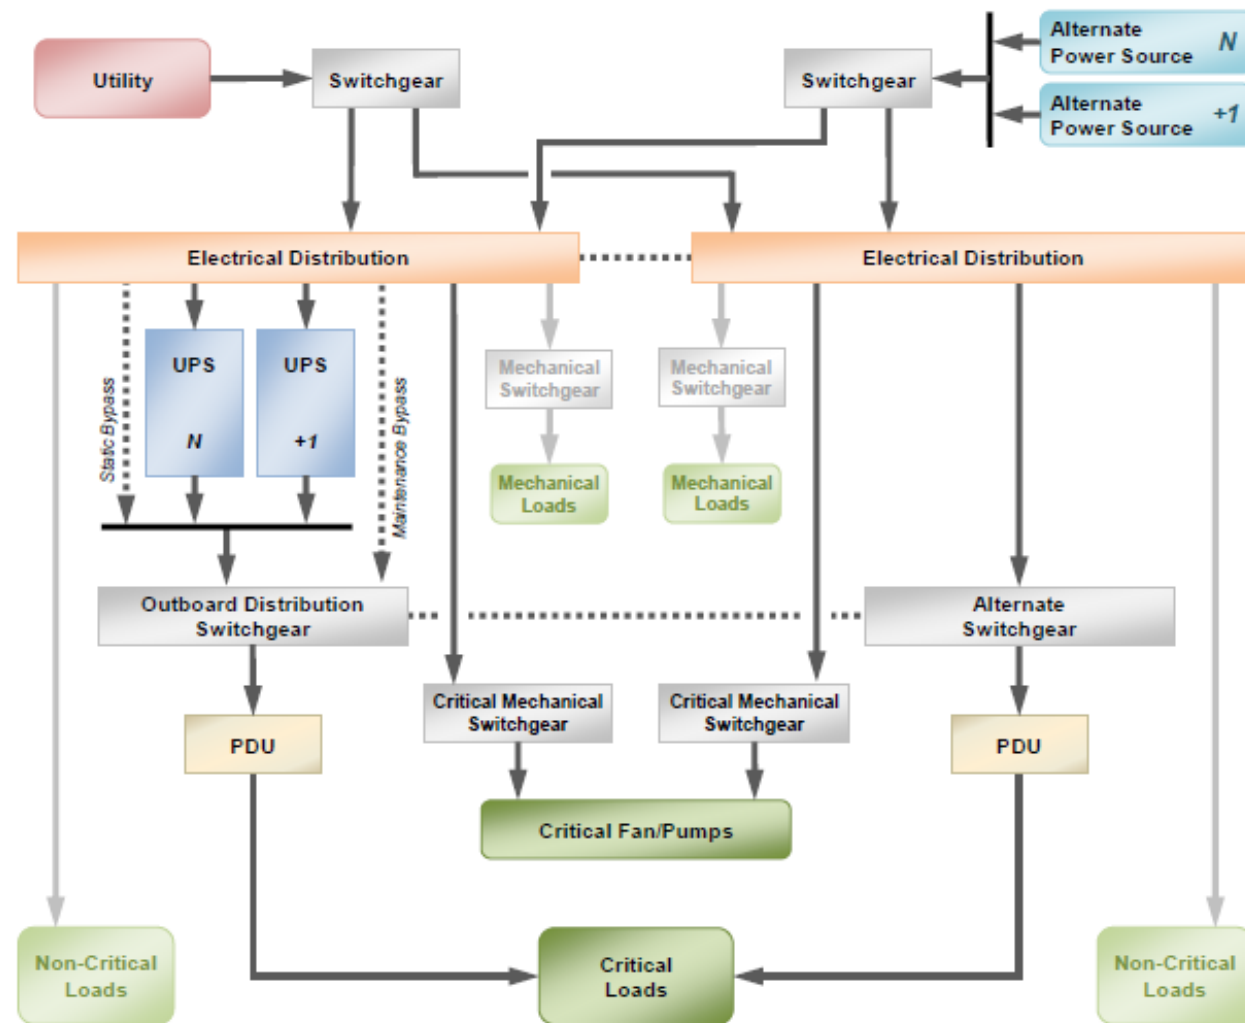 Utility
Switchgear
Switchgear
Alternate
Power Source
N
Alternate
Power Source
+1
Electrical Distribution
Electrical Distribution
Static Bypass
UPS
N
UPS
+1
Maintenance Bypass
Mechanical
Switchgear
Mechanical
Switchgear
Mechanical
Loads
Mechanical
Loads
Outboard Distribution
Switchgear
Alternate
Switchgear
Critical Mechanical
Switchgear
Critical Mechanical
Switchgear
PDU
PDU
Critical Fan/Pumps
Non-Critical
Loads
Critical
Loads
Non-Critical
Loads